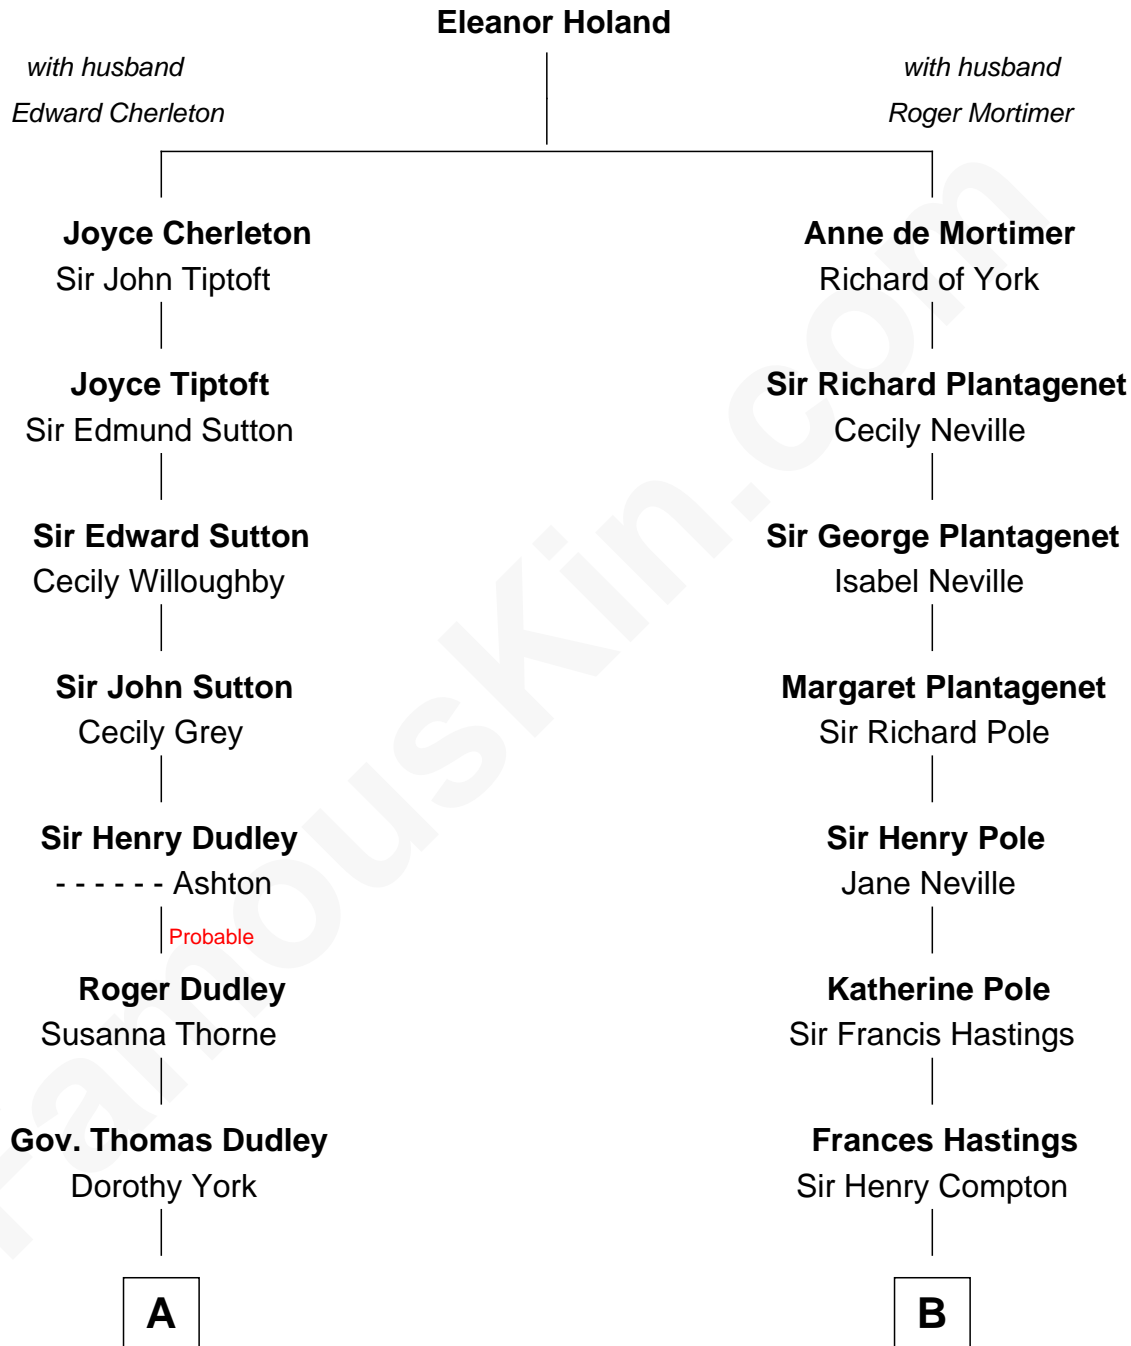 Eleanor Holand
with husband
Edward Cherleton
with husband
Roger Mortimer
Joyce Cherleton
Sir John Tiptoft
Anne de Mortimer
Richard of York
Joyce Tiptoft
Sir Edmund Sutton
Sir Richard Plantagenet
Cecily Neville
Sir Edward Sutton
Cecily Willoughby
Sir George Plantagenet
Isabel Neville
Sir John Sutton
Cecily Grey
Margaret Plantagenet
Sir Richard Pole
Sir Henry Dudley
- - - - - - Ashton
Sir Henry Pole
Jane Neville
Probable
Roger Dudley
Susanna Thorne
Katherine Pole
Sir Francis Hastings
Gov. Thomas Dudley
Dorothy York
Frances Hastings
Sir Henry Compton
A
B
FamousKin.com